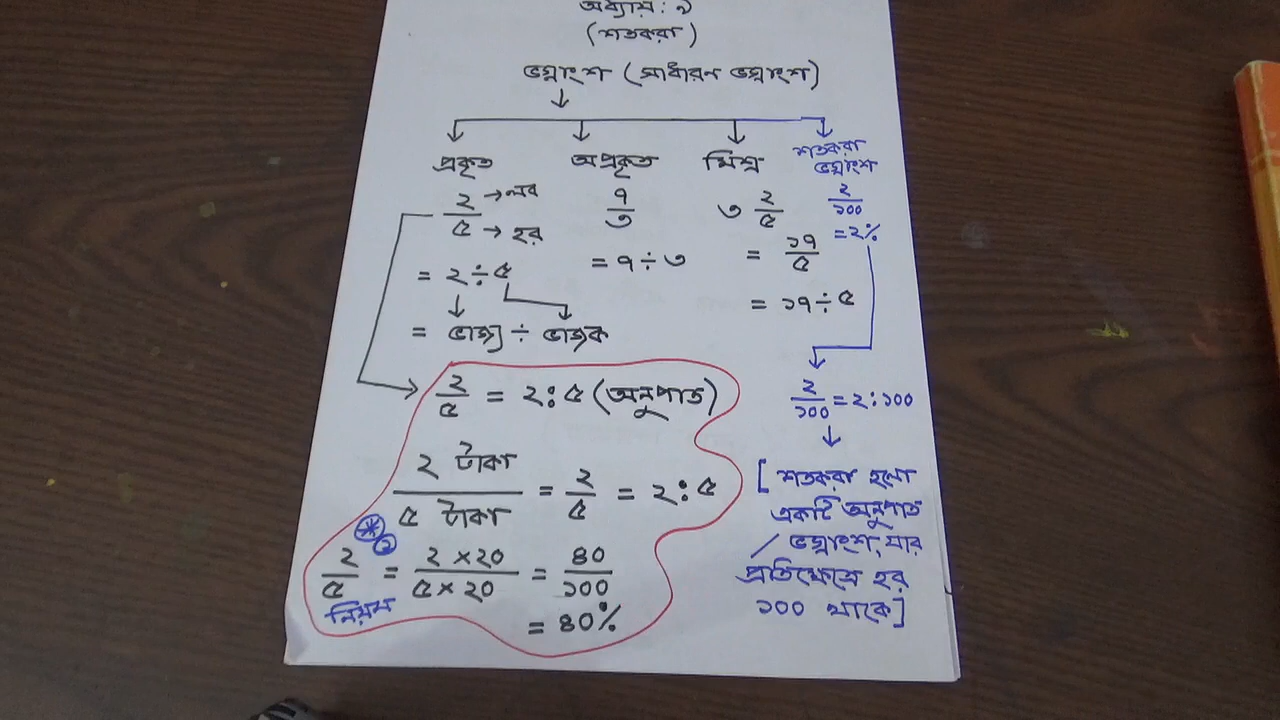 অধ্যায় : ৯
(শতকরা)
ভগ্নাংশ (সাধারন ভগ্নাংশ)
↓
প্রকৃত
২/৫ → লব
→ হর
= ২ ÷ ৫
= ভাজ্য ÷ ভাজক
অপ্রকৃত
৭/৩
= ৭ ÷ ৩
মিশ্র
৩ ২/৫
= ১৭/৫
= ১৭ ÷ ৫
শতকরা
ভগ্নাংশ
২/১০০
= ২%
২/৫ = ২ : ৫ (অনুপাত)
২ টাকা/৫ টাকা = ২/৫ = ২ : ৫
২/৫ = ২ × ২০/৫ × ২০ = ৪০/১০০
নিয়ম
= ৪০%
২/১০০ = ২ : ১০০
↓
[শতকরা হলো
একটি অনুপাত
/ ভগ্নাংশ, যার
প্রতিক্ষেত্রে হর
১০০ থাকে]